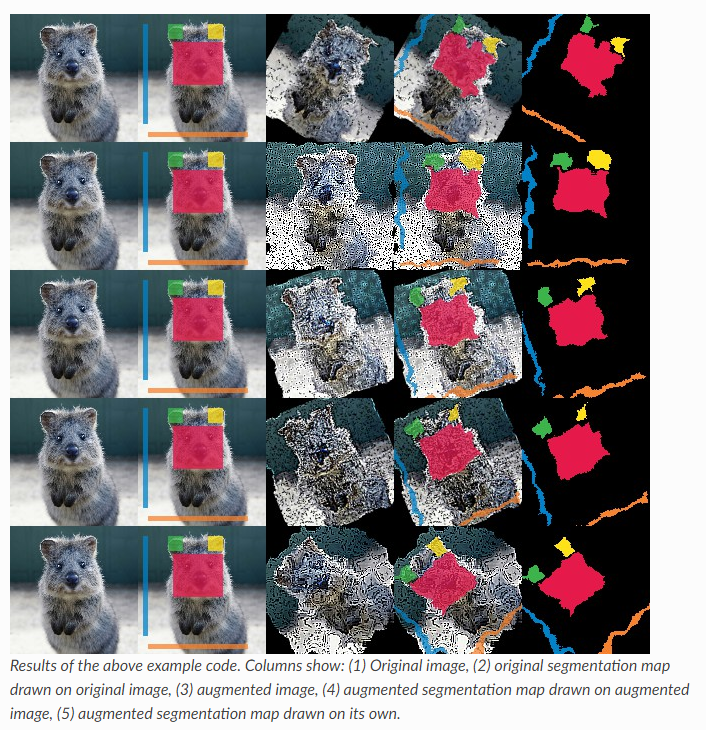 Results of the above example code. Columns show: (1) Original image, (2) original segmentation map
drawn on original image, (3) augmented image, (4) augmented segmentation map drawn on augmented
image, (5) augmented segmentation map drawn on its own.